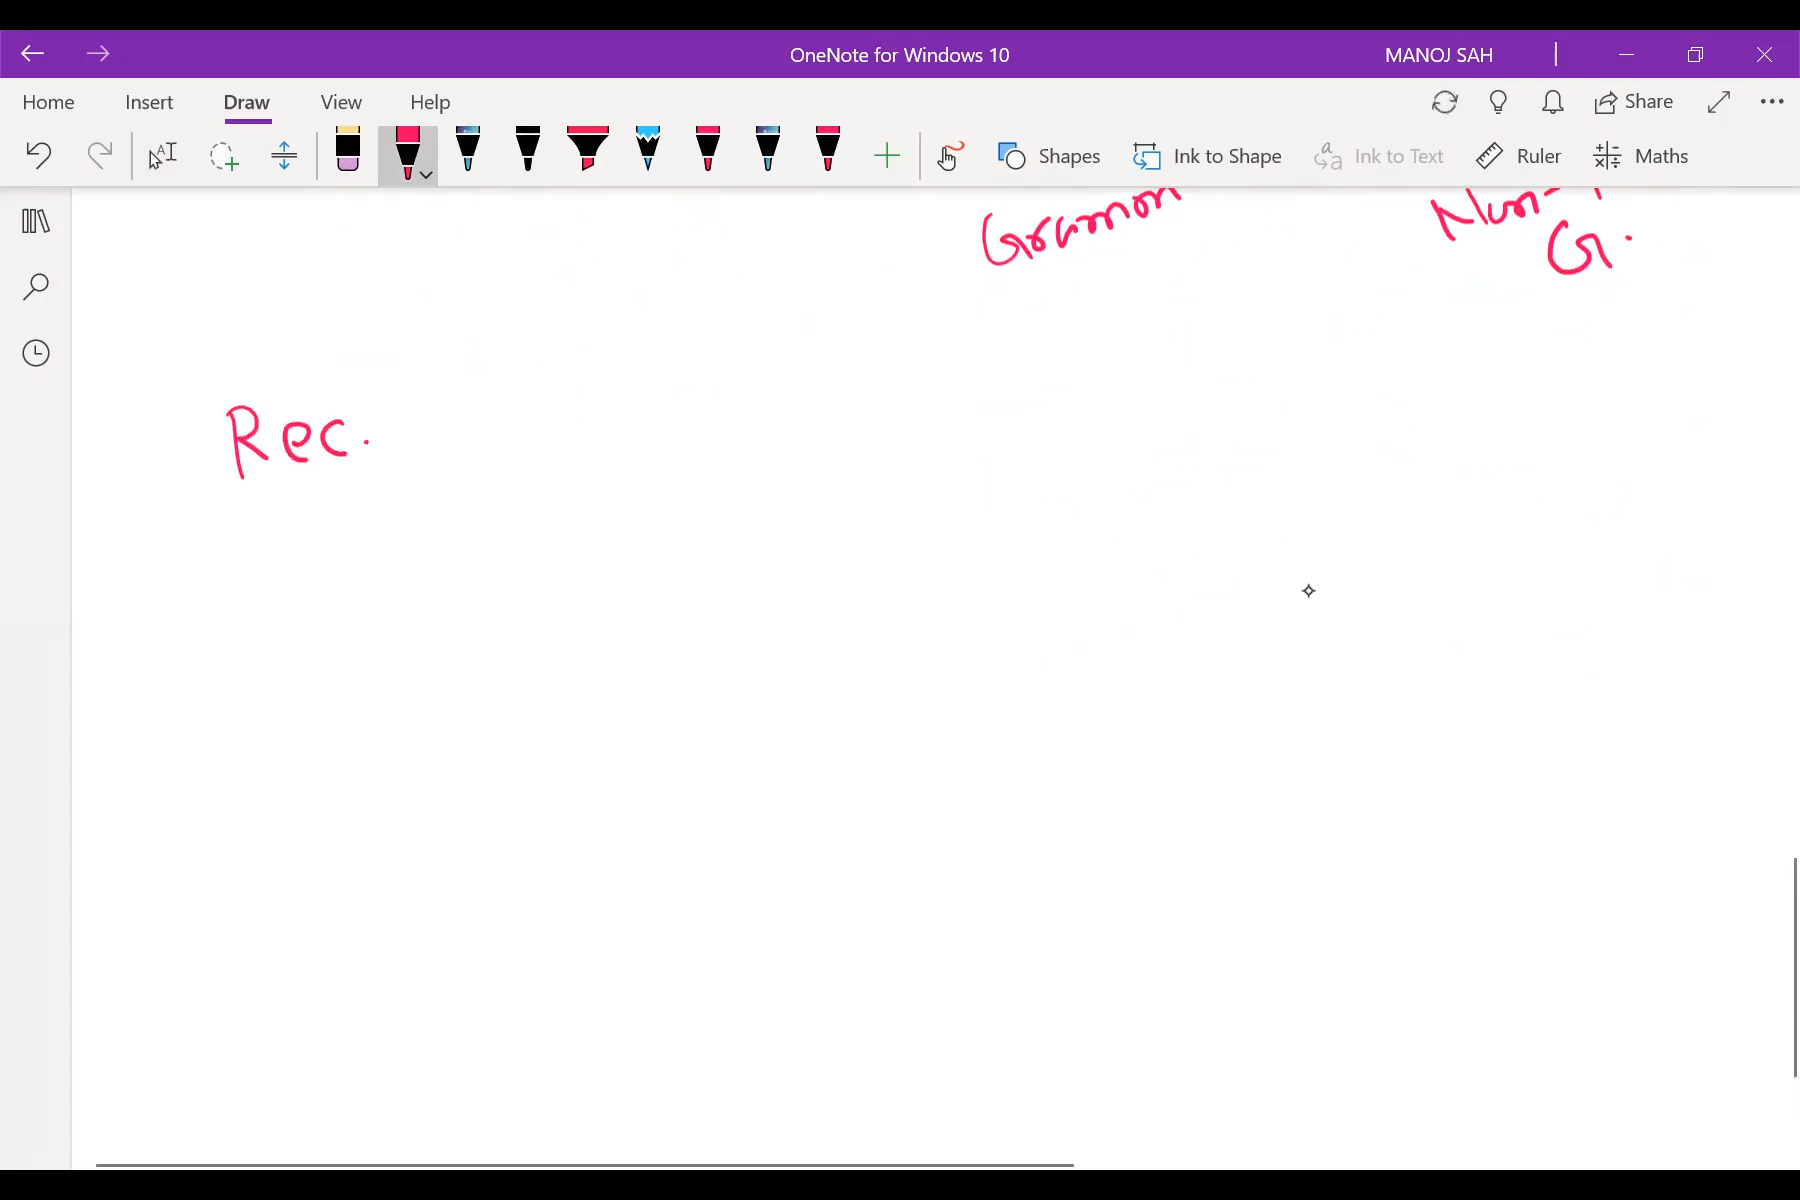 OneNote for Windows 10
MANOJ SAH
Home Insert Draw View Help
Share
Shapes Ink to Shape Ink to Text Ruler Maths
G.
Rec.